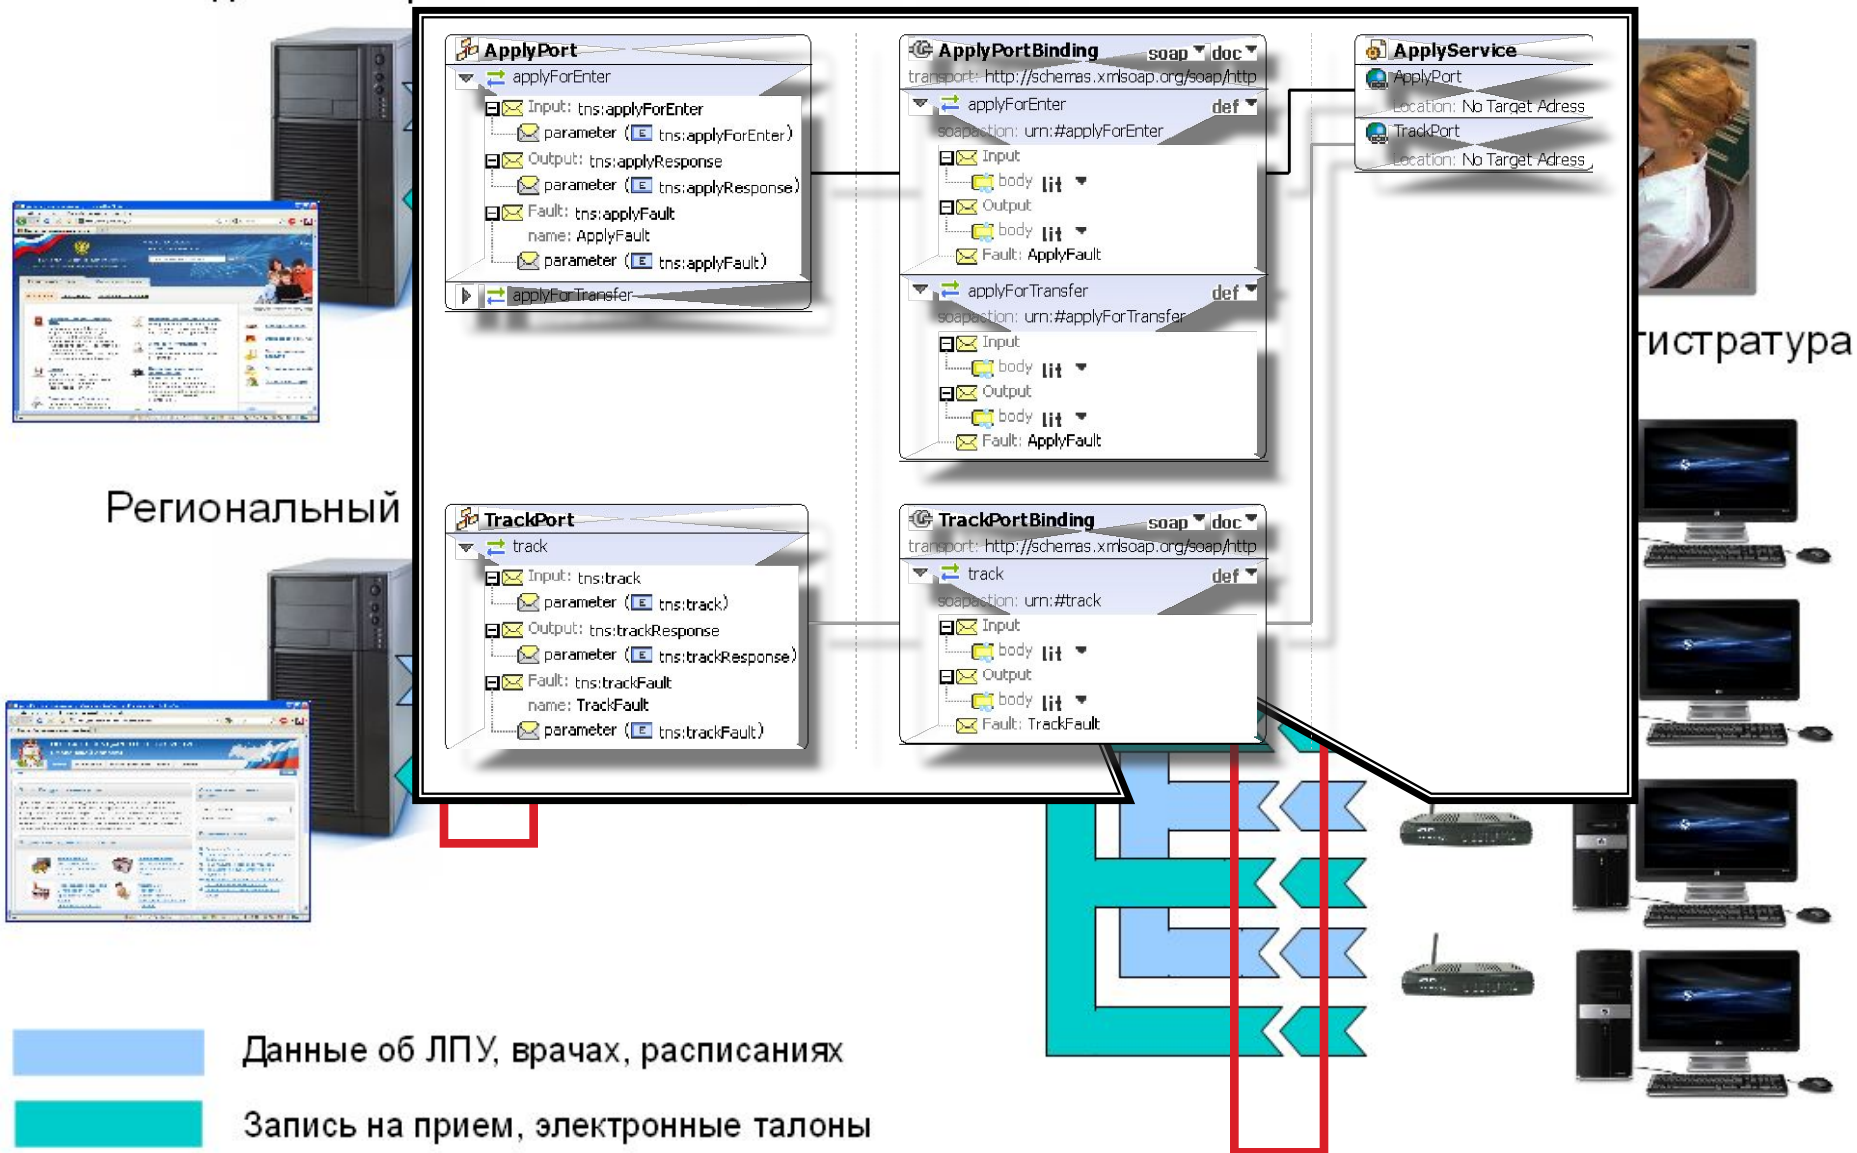 ApplyPort
applyForEnter
Input: tns:applyForEnter
parameter (E tns:applyForEnter)
Output: tns:applyResponse
parameter (E tns:applyResponse)
Fault: tns:applyFault
name: ApplyFault
parameter (E tns:applyFault)
applyForTransfer
ApplyPortBinding soap doc
transport: http://schemas.xmlsoap.org/soap/http
applyForEnter def
soapaction: urn:#applyForEnter
Input
body lit
Output
body lit
Fault: ApplyFault
applyForTransfer def
soapaction: urn:#applyForTransfer
Input
body lit
Output
body lit
Fault: ApplyFault
ApplyService
ApplyPort
Location: No Target Adress
TrackPort
Location: No Target Adress
гистратура
Региональный
TrackPort
track
Input: tns:track
parameter (E tns:track)
Output: tns:trackResponse
parameter (E tns:trackResponse)
Fault: tns:trackFault
name: TrackFault
parameter (E tns:trackFault)
TrackPortBinding soap doc
transport: http://schemas.xmlsoap.org/soap/http
track def
soapaction: urn:#track
Input
body lit
Output
body lit
Fault: TrackFault
Данные об ЛПУ, врачах, расписаниях
Запись на прием, электронные талоны